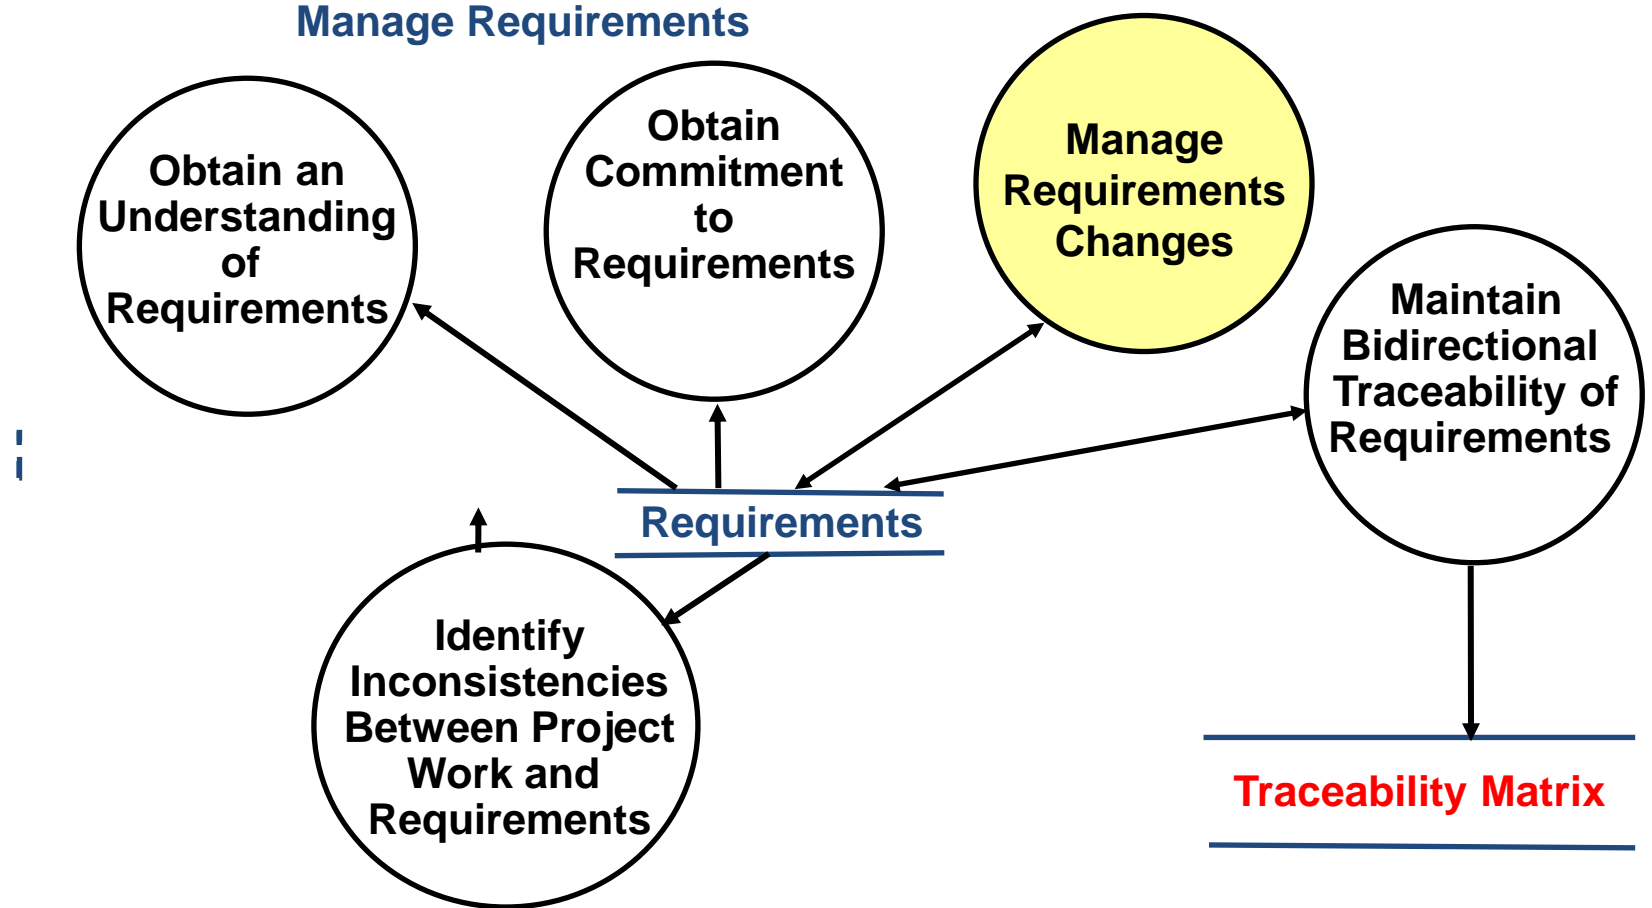 Manage Requirements
Obtain an
Understanding
of
Requirements
Obtain
Commitment
to
Requirements
Manage
Requirements
Changes
Maintain
Bidirectional
Traceability of
Requirements
Requirements
Identify
Inconsistencies
Between Project
Work and
Requirements
Traceability Matrix